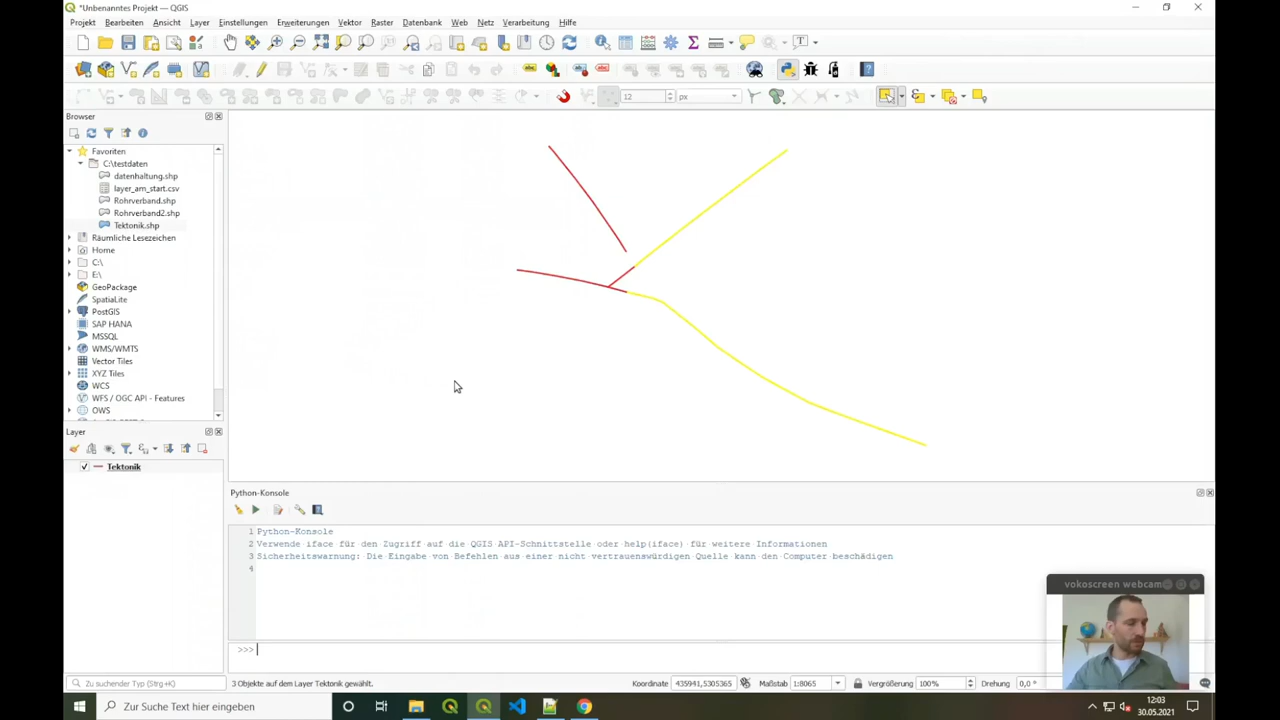 *Unbenanntes Projekt — QGIS
Projekt Bearbeiten Ansicht Layer Einstellungen Erweiterungen Vektor Raster Datenbank Web Netz Verarbeitung Hilfe
12 px
Browser
Favoriten
C:\testdaten
datenhaltung.shp
layer_am_start.csv
Rohrverband.shp
Rohrverband2.shp
Tektonik.shp
Räumliche Lesezeichen
Home
C:\
E:\
GeoPackage
SpatiaLite
PostGIS
SAP HANA
MSSQL
WMS/WMTS
Vector Tiles
XYZ Tiles
WCS
WFS / OGC API - Features
OWS
Layer
Tektonik
Python-Konsole
1 Python-Konsole
2 Verwende iface für den Zugriff auf die QGIS API-Schnittstelle oder help(iface) für weitere Informationen
3 Sicherheitswarnung: Die Eingabe von Befehlen aus einer nicht vertrauenswürdigen Quelle kann den Computer beschädigen
4
>>>
vokoscreen webcam
Zu suchender Typ (Strg+K) 3 Objekte auf dem Layer Tektonik gewählt. Koordinate 435941,5305365 Maßstab 1:8065 Vergrößerung 100% Drehung 0,0 °
Zur Suche Text hier eingeben
12:03
30.05.2021